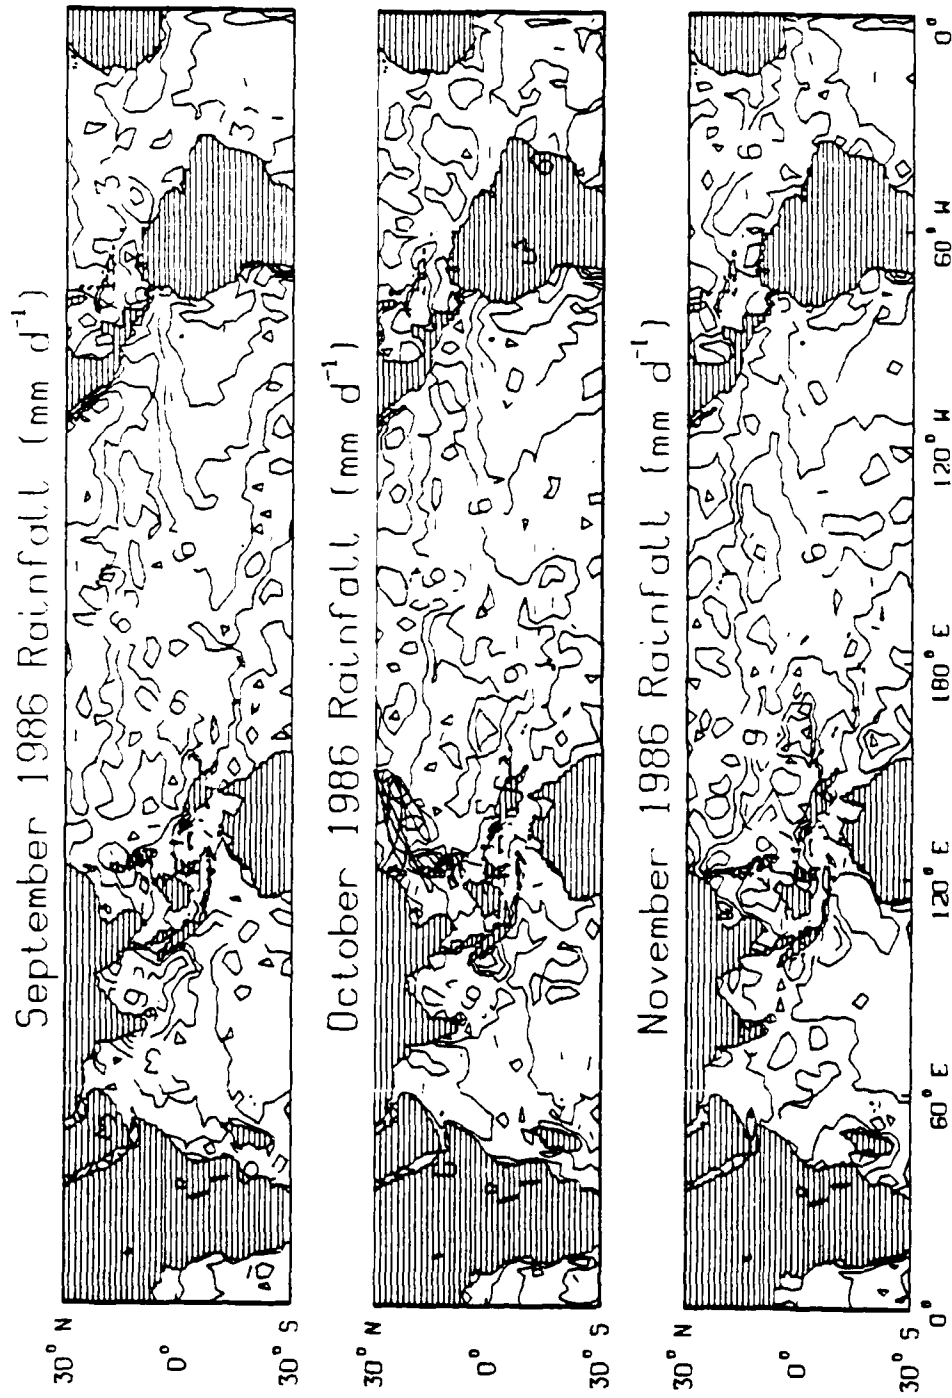 September 1986 Rainfall (mm d⁻¹)
30° N
0°
30° S
October 1986 Rainfall (mm d⁻¹)
30° N
0°
30° S
November 1986 Rainfall (mm d⁻¹)
30° N
0°
30° S
0° 60° E 120° E 180° E 120° W 60° W 0°